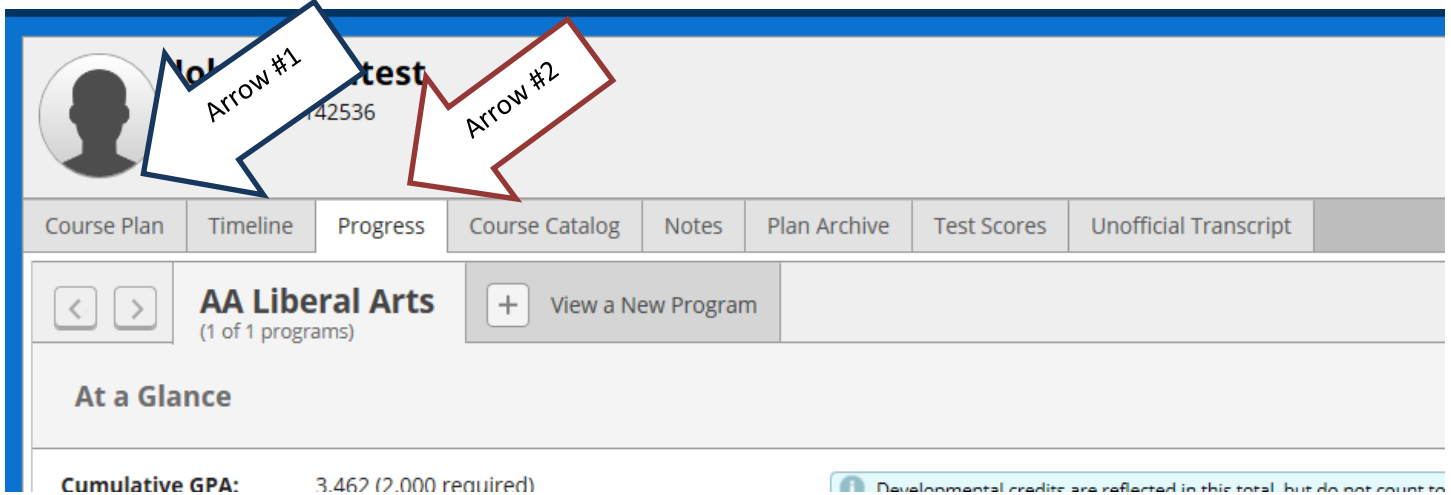 Arrow #1
test
Arrow #2
42536
Course Plan Timeline Progress Course Catalog Notes Plan Archive Test Scores Unofficial Transcript
AA Liberal Arts
(1 of 1 programs)
+ View a New Program
At a Glance
Cumulative GPA: 3.462 (2.000 required)
Developmental credits are reflected in this total, but do not count to